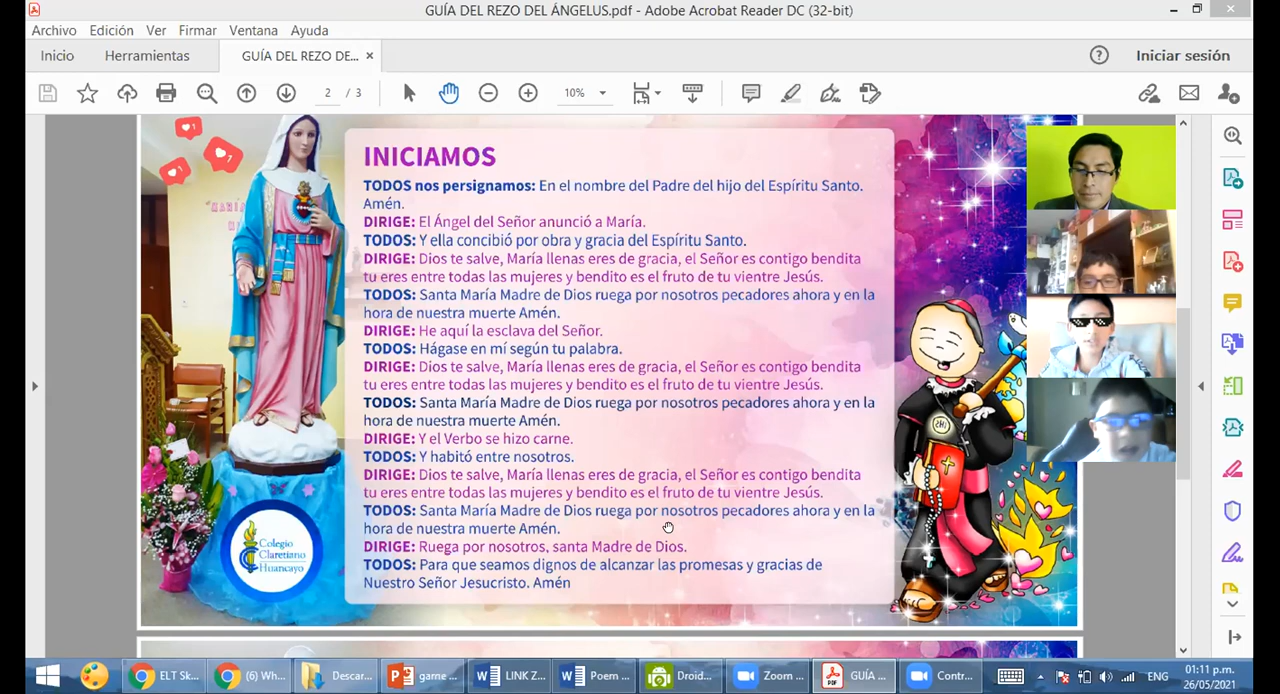 GUÍA DEL REZO DEL ÁNGELUS.pdf - Adobe Acrobat Reader DC (32-bit)
Archivo Edición Ver Firmar Ventana Ayuda
Inicio Herramientas GUÍA DEL REZO DE... × Iniciar sesión
2 / 3 10%
INICIAMOS
TODOS nos persignamos: En el nombre del Padre del hijo del Espíritu Santo.
Amén.
DIRIGE: El Ángel del Señor anunció a María.
TODOS: Y ella concibió por obra y gracia del Espíritu Santo.
DIRIGE: Dios te salve, María llenas eres de gracia, el Señor es contigo bendita
tu eres entre todas las mujeres y bendito es el fruto de tu vientre Jesús.
TODOS: Santa María Madre de Dios ruega por nosotros pecadores ahora y en la
hora de nuestra muerte Amén.
DIRIGE: He aquí la esclava del Señor.
TODOS: Hágase en mí según tu palabra.
DIRIGE: Dios te salve, María llenas eres de gracia, el Señor es contigo bendita
tu eres entre todas las mujeres y bendito es el fruto de tu vientre Jesús.
TODOS: Santa María Madre de Dios ruega por nosotros pecadores ahora y en la
hora de nuestra muerte Amén.
DIRIGE: Y el Verbo se hizo carne.
TODOS: Y habitó entre nosotros.
DIRIGE: Dios te salve, María llenas eres de gracia, el Señor es contigo bendita
tu eres entre todas las mujeres y bendito es el fruto de tu vientre Jesús.
TODOS: Santa María Madre de Dios ruega por nosotros pecadores ahora y en la
hora de nuestra muerte Amén.
DIRIGE: Ruega por nosotros, santa Madre de Dios.
TODOS: Para que seamos dignos de alcanzar las promesas y gracias de
Nuestro Señor Jesucristo. Amén
Colegio
Claretiano
Huancayo
IHS
ELT Sk... (6) Wh... Descar... game ... LINK Z... Poem ... Droid... Zoom ... GUÍA ... Contr... ENG
01:11 p.m.
26/05/2021